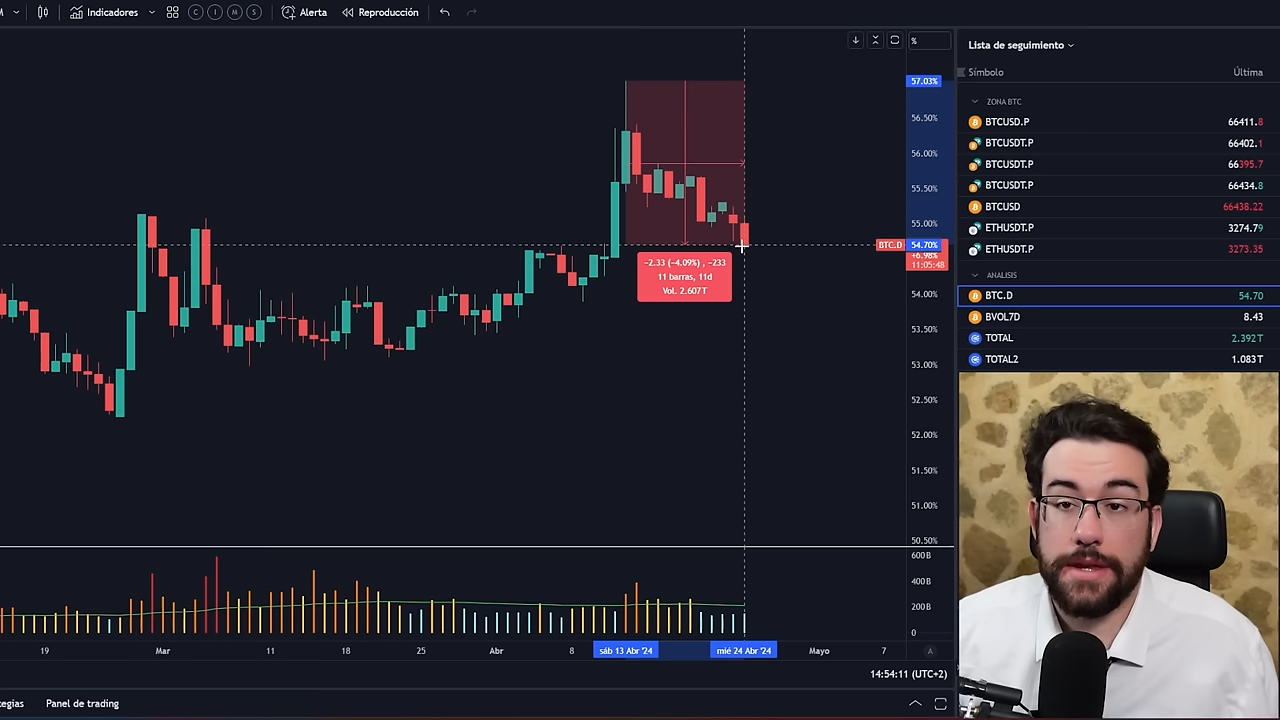 Indicadores
C
I
M
S
Alerta
Reproducción
%
Lista de seguimiento
Símbolo
Última
57.03%
56.50%
56.00%
55.50%
55.00%
BTC.D
54.70%
+6.98%
11:05:48
54.00%
53.50%
53.00%
52.50%
52.00%
51.50%
51.00%
50.50%
600B
400B
200B
0
-2.33 (-4.09%) , -233
11 barras, 11d
Vol. 2.607T
ZONA BTC
BTCUSD.P 66411.8
BTCUSDT.P 66402.1
BTCUSDT.P 66395.7
BTCUSDT.P 66434.8
BTCUSD 66438.22
ETHUSDT.P 3274.79
ETHUSDT.P 3273.35
ANALISIS
BTC.D 54.70
BVOL7D 8.43
TOTAL 2.392T
TOTAL2 1.083T
19
Mar
11
18
25
Abr
8
sáb 13 Abr '24
mié 24 Abr '24
Mayo
7
A
14:54:11 (UTC+2)
tegias
Panel de trading